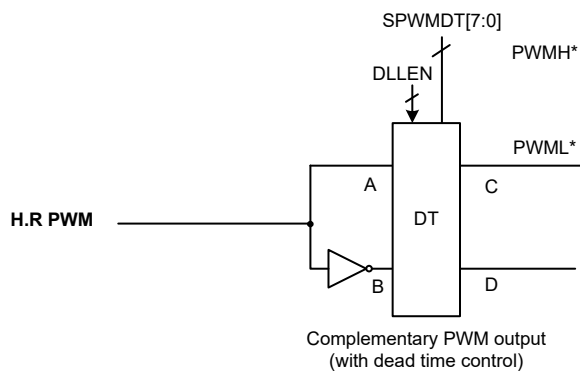 SPWMDT[7:0]
PWMH*
DLLEN
PWML*
A
C
DT
H.R PWM
B
D
Complementary PWM output
(with dead time control)